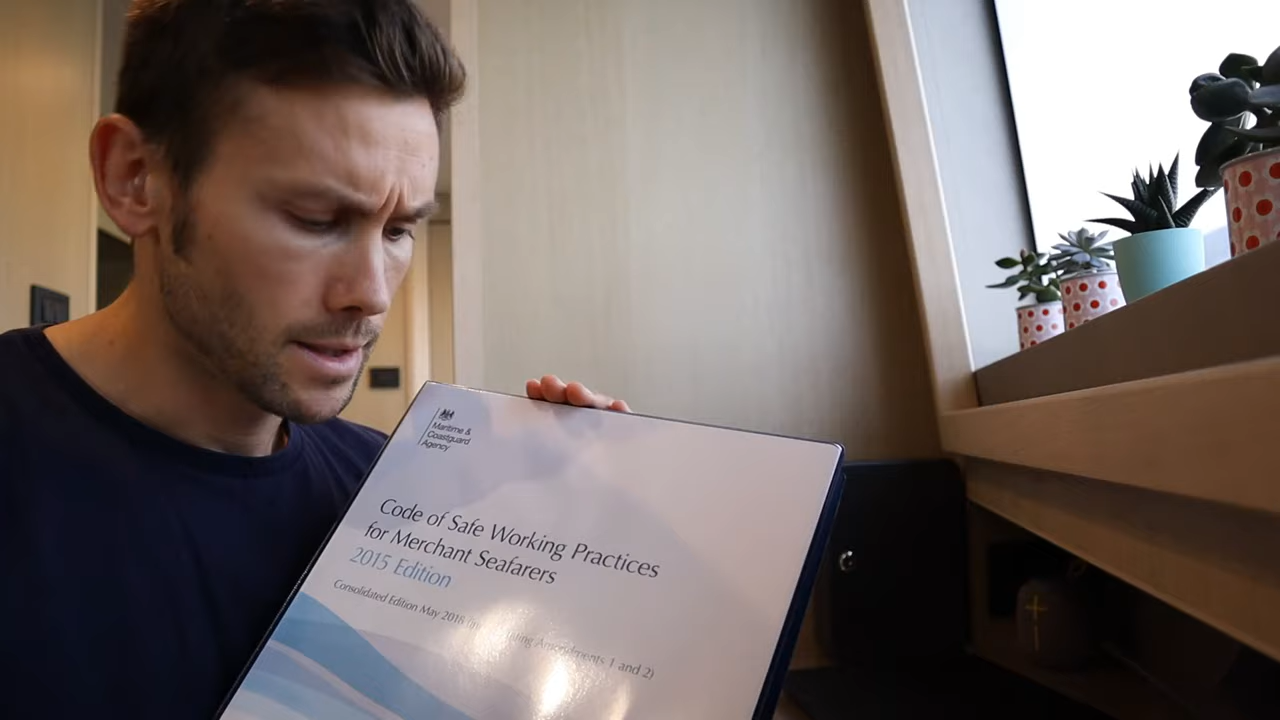 Maritime &
Coastguard
Agency
Code of Safe Working Practices
for Merchant Seafarers
2015 Edition
Consolidated Edition May 2018 Amendments 1 and 2)